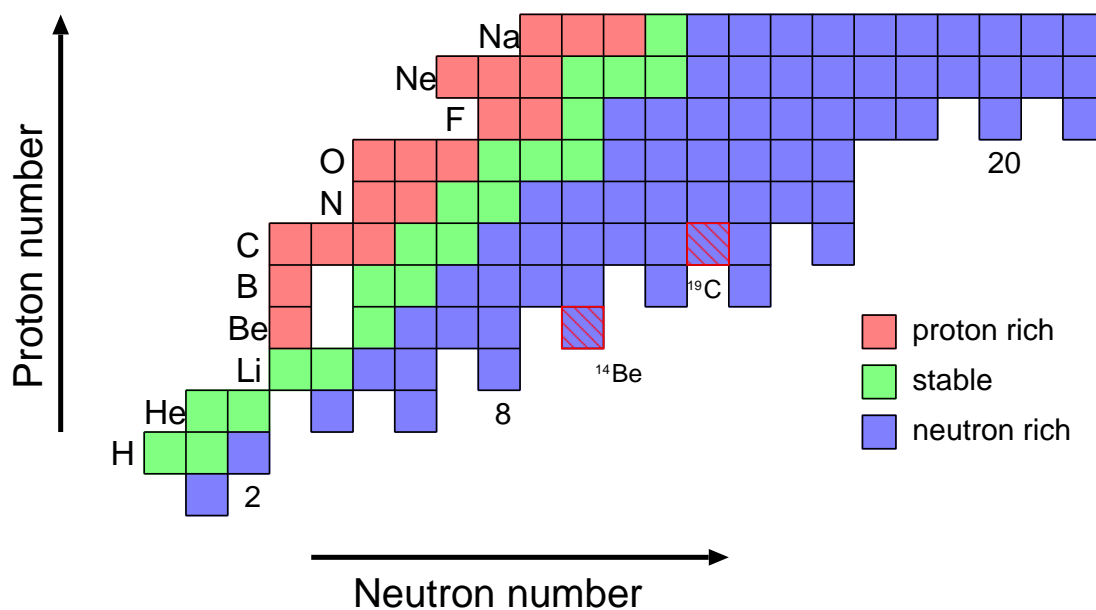 Na
Ne
F
O
20
N
C
B
¹⁹C
Be
proton rich
Li
¹⁴Be
stable
He
8
neutron rich
H
2
Proton number
Neutron number